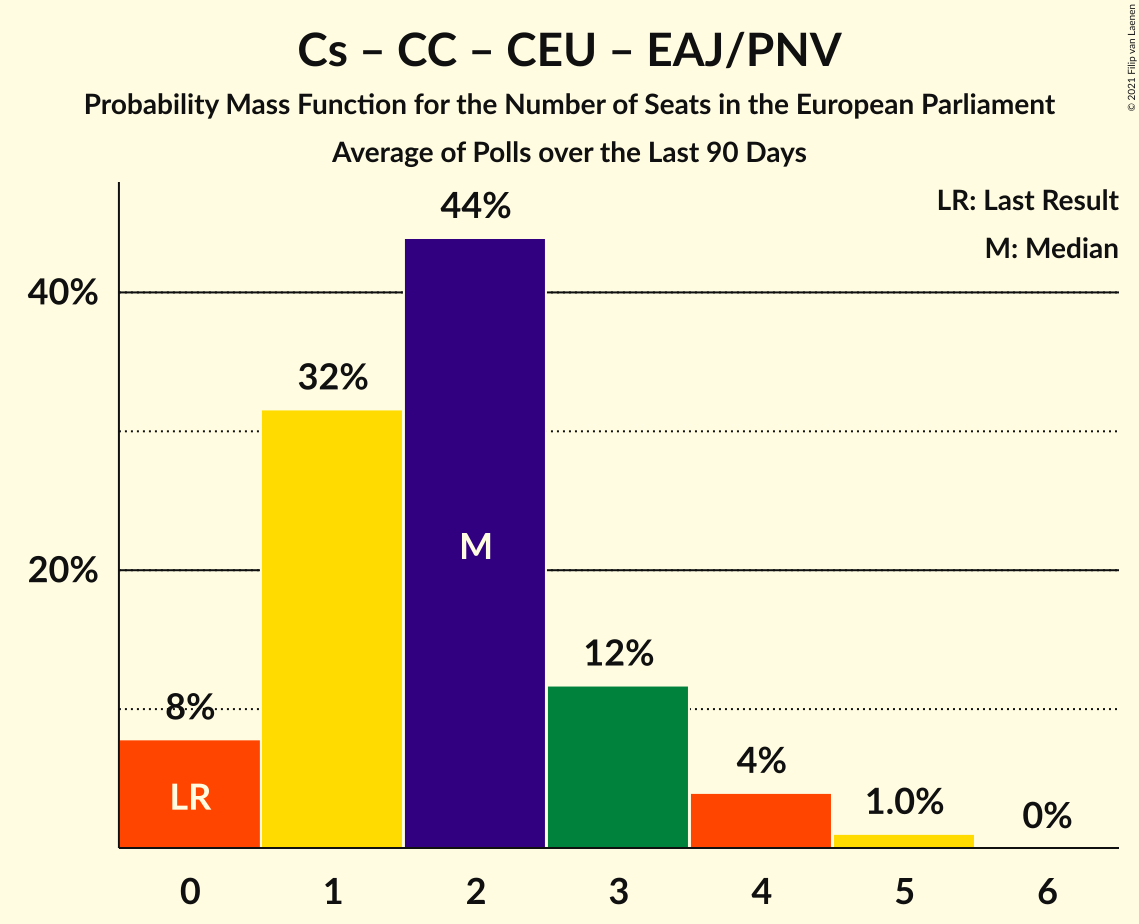 Cs – CC – CEU – EAJ/PNV
Probability Mass Function for the Number of Seats in the European Parliament
Average of Polls over the Last 90 Days
© 2021 Filip van Laenen
LR: Last Result
M: Median
44%
40%
32%
M
20%
12%
8%
LR
4%
1.0%
0%
0 1 2 3 4 5 6